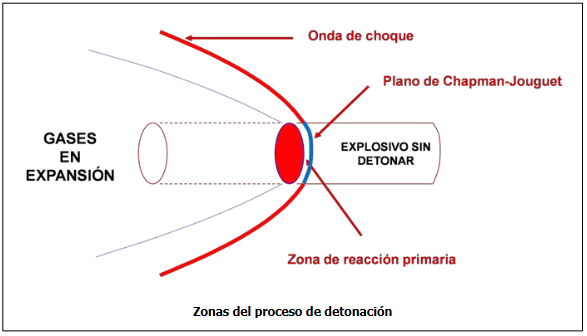 Onda de choque
Plano de Chapman-Jouguet
GASES
EN
EXPANSIÓN
EXPLOSIVO SIN
DETONAR
Zona de reacción primaria
Zonas del proceso de detonación